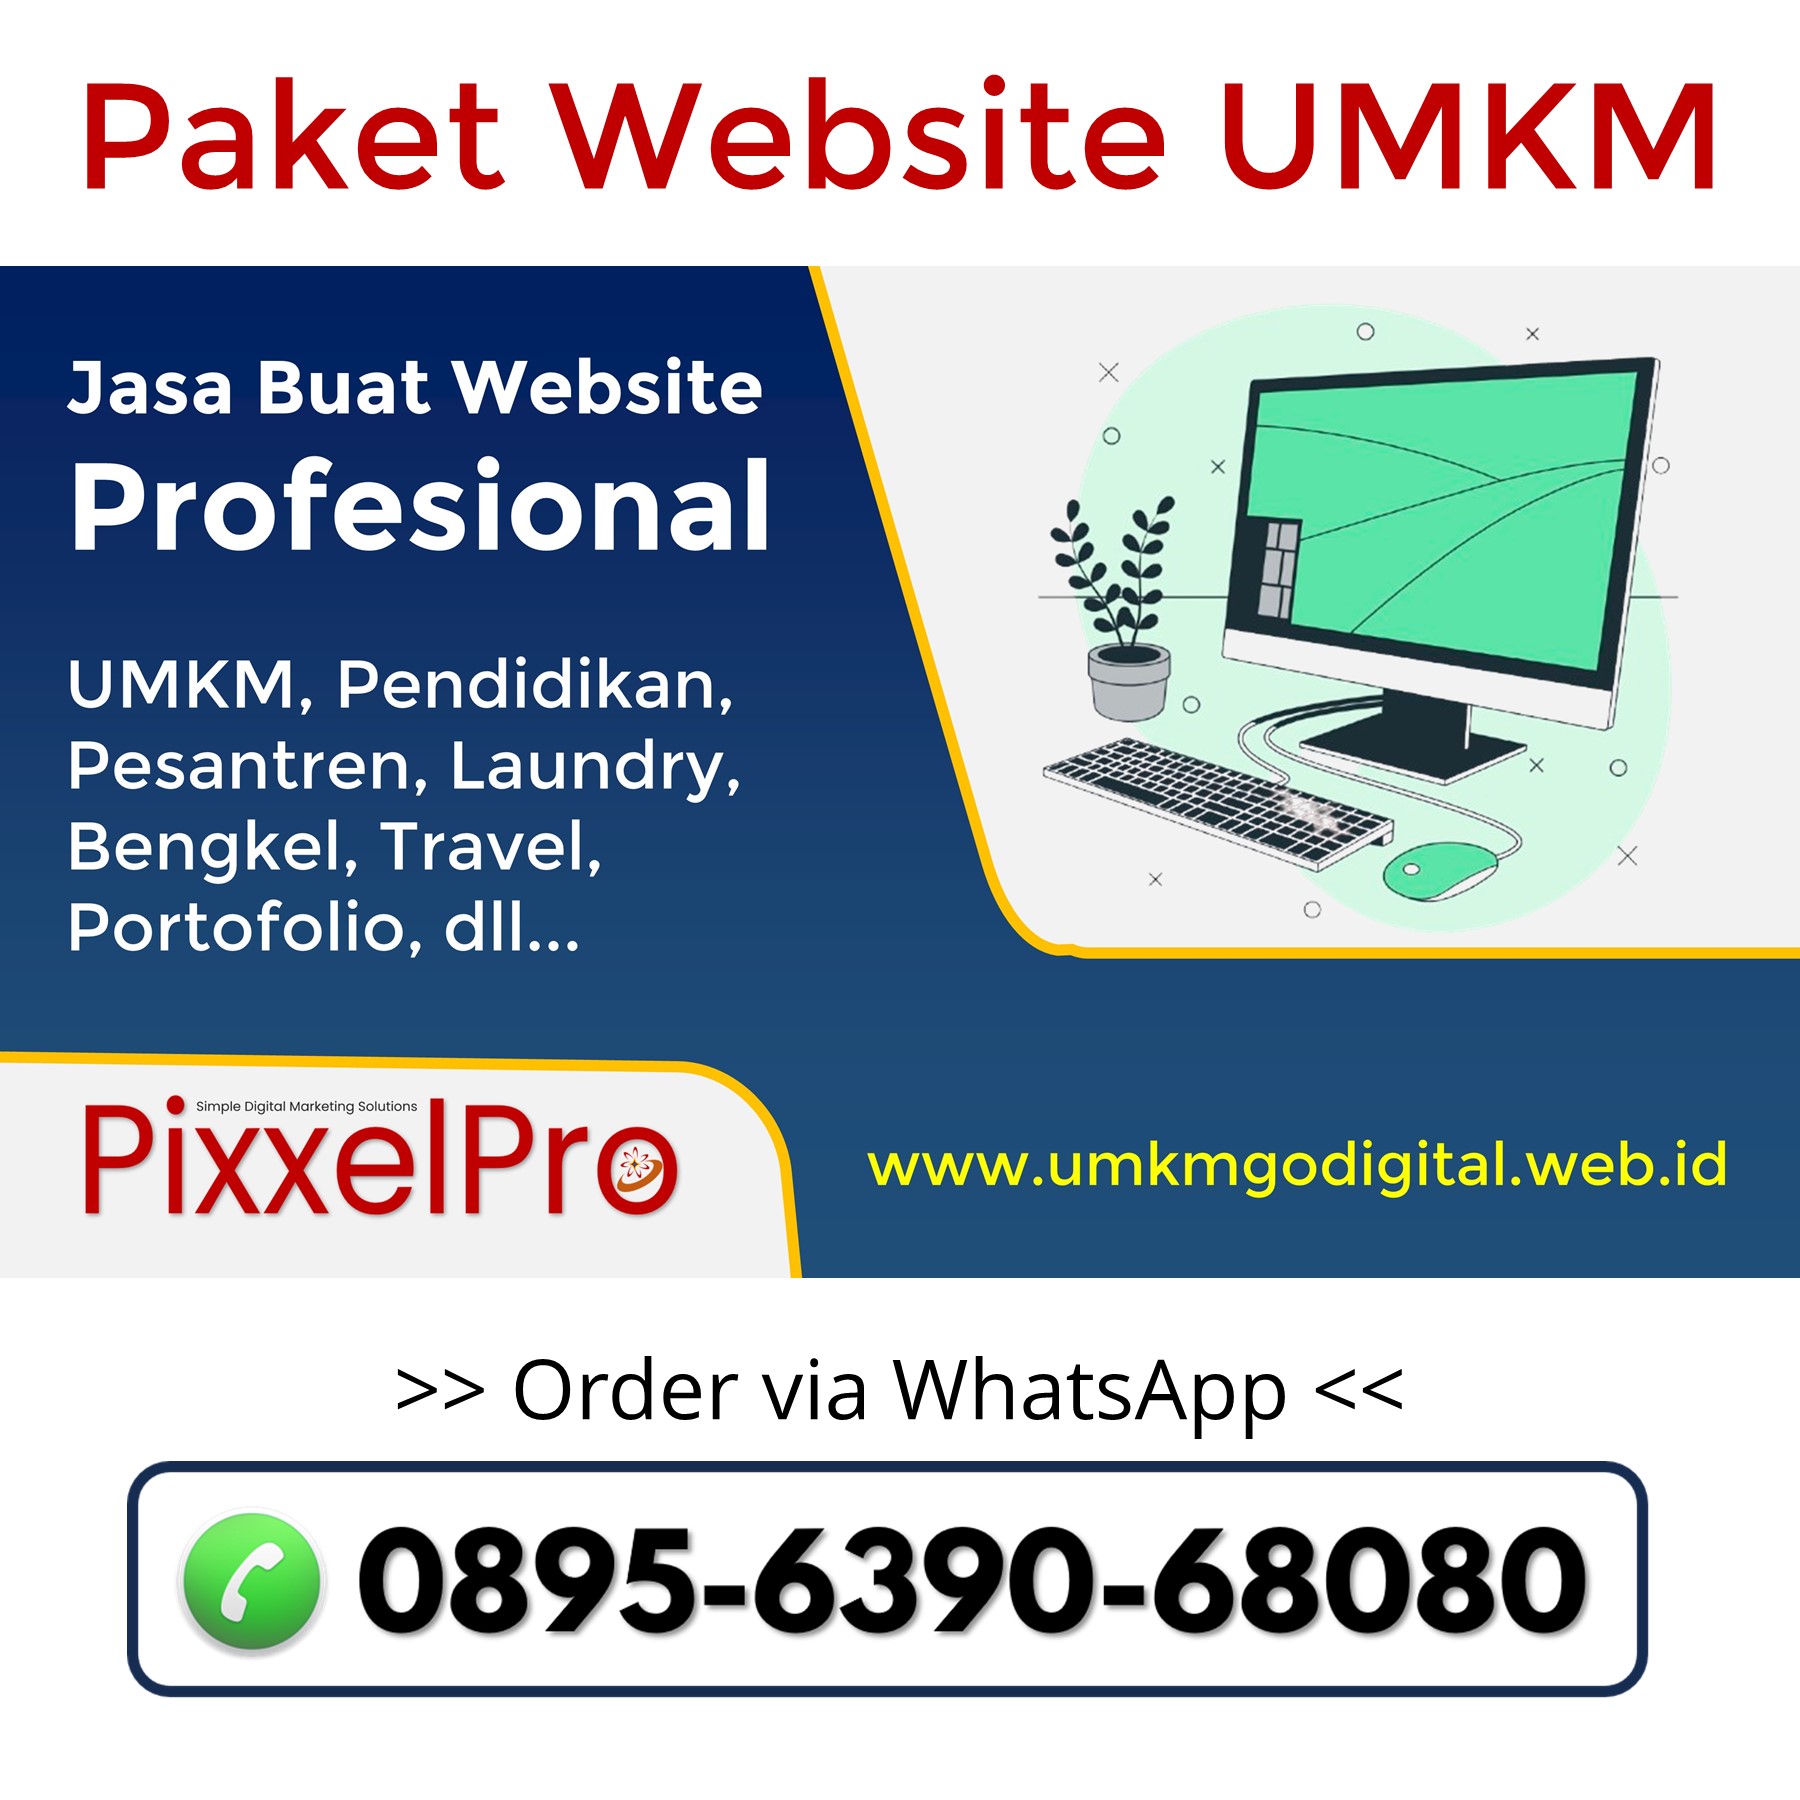 Paket Website UMKM
Jasa Buat Website
Profesional
UMKM, Pendidikan,
Pesantren, Laundry,
Bengkel, Travel,
Portofolio, dll...
Simple Digital Marketing Solutions
PixxelPro
www.umkmgodigital.web.id
>> Order via WhatsApp <<
0895-6390-68080